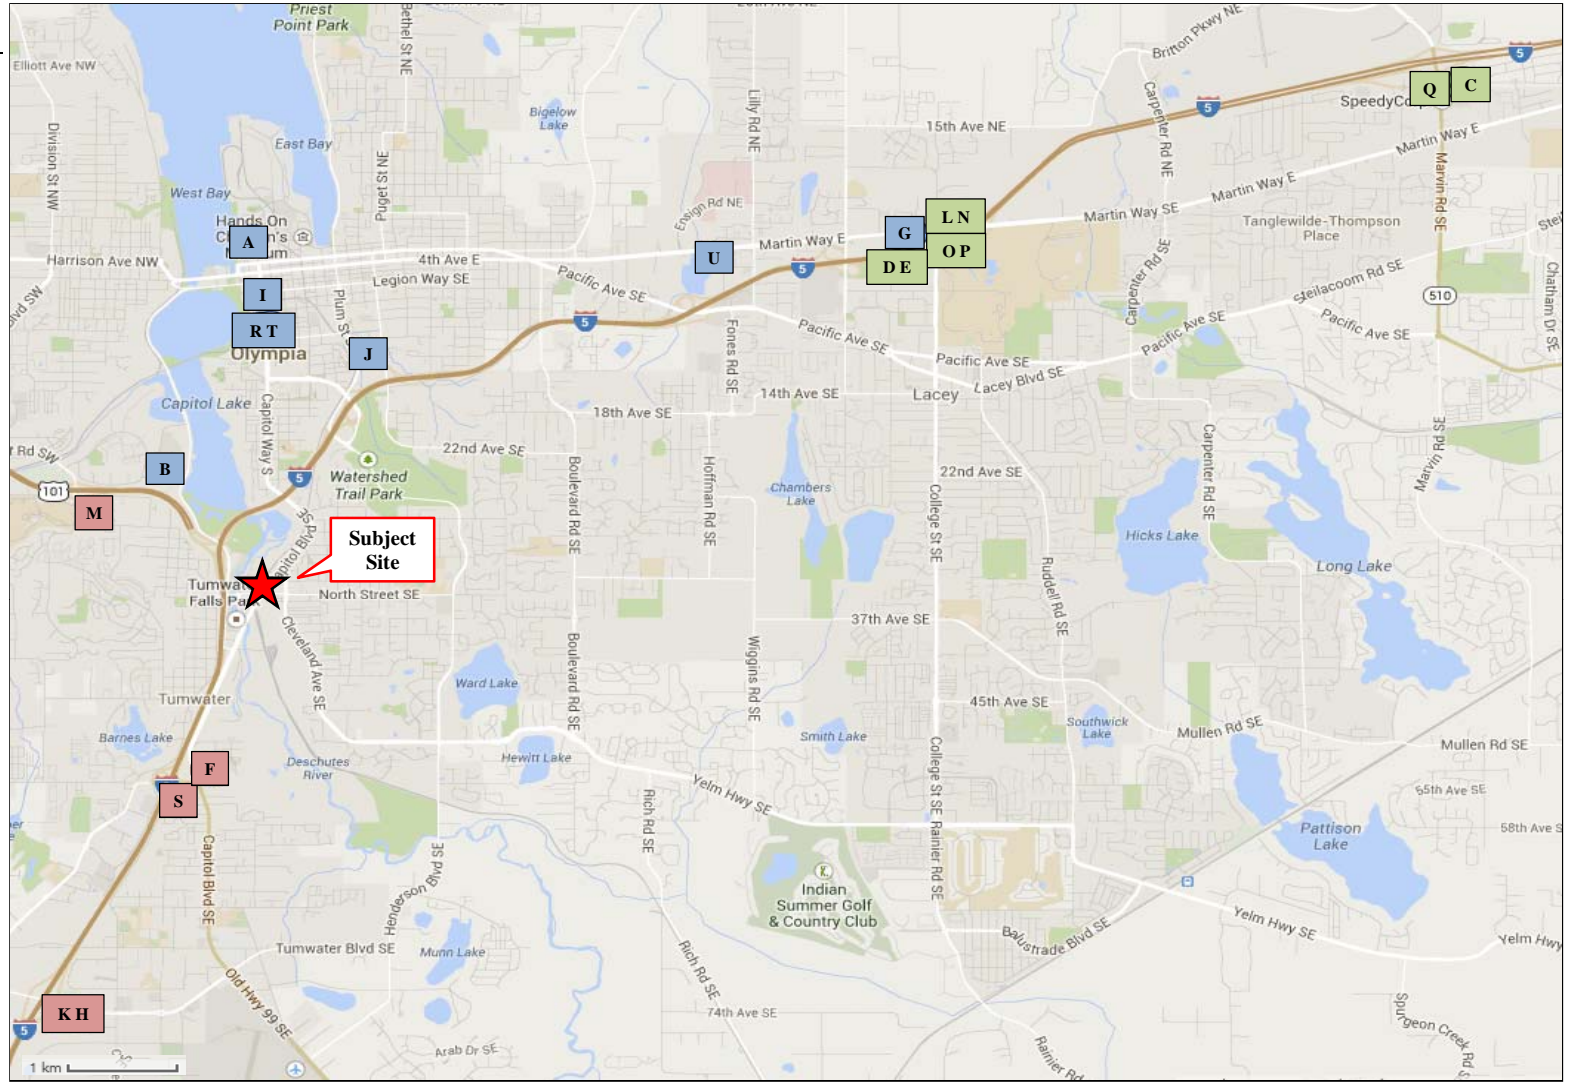 Priest
Point Park
Bethel St NE
Britton Pkwy NE
5
Elliott Ave NW
Q
C
SpeedyCo
5
Bigelow
Lake
Lilly Rd NE
Carpenter Rd NE
15th Ave NE
Martin Way E
Division St NW
East Bay
Puget St NE
Marvin Rd SE
West Bay
Ensign Rd NE
Martin Way E
Hands On
A
L N
Martin Way SE
Tanglewilde-Thompson
Place
G
Martin Way E
O P
Harrison Ave NW
4th Ave E
U
5
D E
Carpenter Rd SE
Steilacoom Rd SE
Chatham Dr SE
Legion Way SE
Pacific Ave SE
I
Plum St
510
R T
5
Pacific Ave SE
Pacific Ave SE
Pacific Ave SE
Olympia
J
Fones Rd SE
Pacific Ave SE
Lacey Blvd SE
Capitol Lake
Capitol Way S
14th Ave SE
Lacey
18th Ave SE
22nd Ave SE
B
5
Watershed
Trail Park
Boulevard Rd SE
Hoffman Rd SE
22nd Ave SE
Carpenter Rd SE
Marvin Rd SE
101
M
Chambers
Lake
College St SE
Subject
Site
Hicks Lake
Long Lake
North Street SE
Ruddell Rd SE
Cleveland Ave SE
37th Ave SE
Boulevard Rd SE
Wiggins Rd SE
Ward Lake
Tumwater
45th Ave SE
Southwick
Lake
Mullen Rd SE
Mullen Rd SE
Barnes Lake
Smith Lake
Deschutes
River
Hewitt Lake
College St SE
F
S
Yelm Hwy SE
55th Ave SE
Rich Rd SE
58th Ave S
Pattison
Lake
Capitol Blvd SE
Rainier Rd SE
Henderson Blvd SE
Indian
Summer Golf
& Country Club
Yelm Hwy SE
Balustrade Blvd SE
Yelm Hwy
Tumwater Blvd SE
Munn Lake
Old Hwy 99 SE
Rich Rd SE
K H
5
74th Ave SE
Spurgeon Creek Rd S
Arab Dr SE
Rainier Rd
1 km